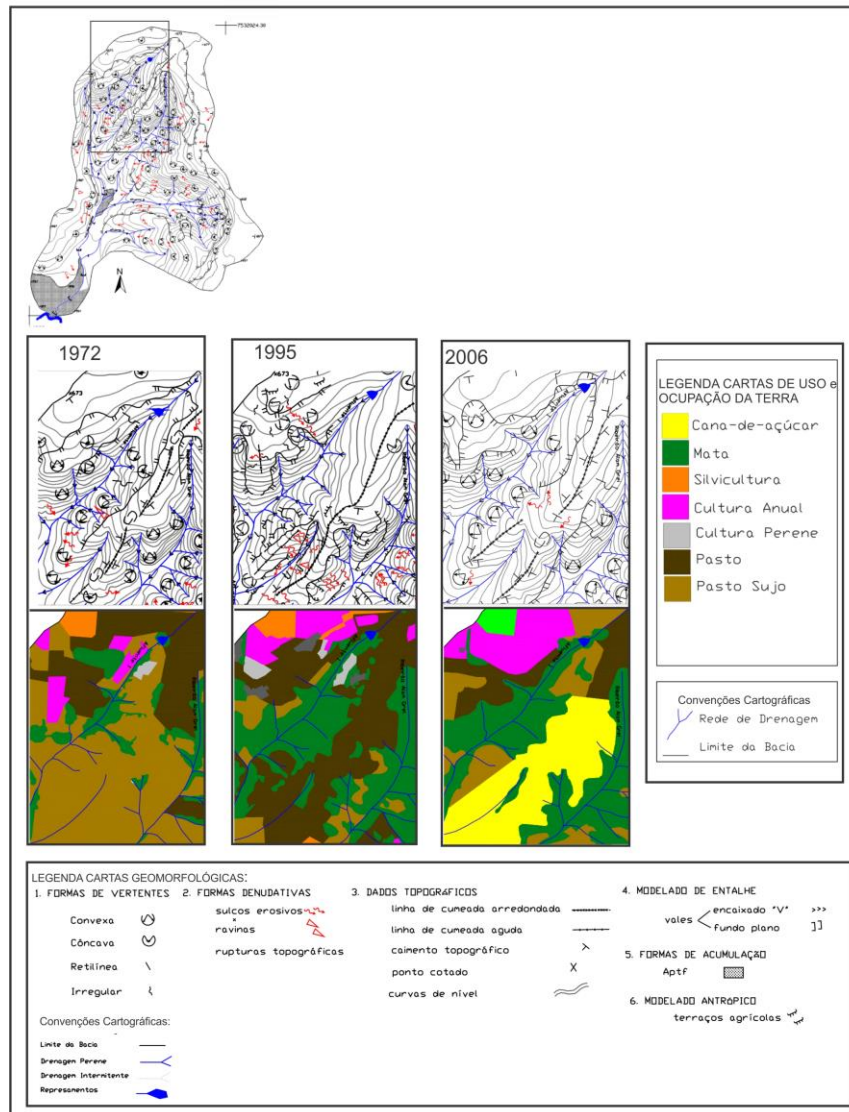 7532024.30
N
1972
1995
2006
LEGENDA CARTAS DE USO e
OCUPAÇÃO DA TERRA
Cana-de-açúcar
Mata
Silvicultura
Cultura Anual
Cultura Perene
Pasto
Pasto Sujo
Convenções Cartográficas
Rede de Drenagem
Limite da Bacia
LEGENDA CARTAS GEOMORFOLÓGICAS:
1. FORMAS DE VERTENTES
Convexa
Côncava
Retilínea
Irregular
2. FORMAS DENUDATIVAS
sulcos erosivos
ravinas
rupturas topográficas
3. DADOS TOPOGRÁFICOS
linha de cumeada arredondada
linha de cumeada aguda
caimento topográfico
ponto cotado
curvas de nível
4. MODELADO DE ENTALHE
vales
encaixado "V"
fundo plano
5. FORMAS DE ACUMULAÇÃO
Aptf
6. MODELADO ANTRÓPICO
terraços agrícolas
Convenções Cartográficas:
Limite da Bacia
Drenagem Perene
Drenagem Intermitente
Represamentos